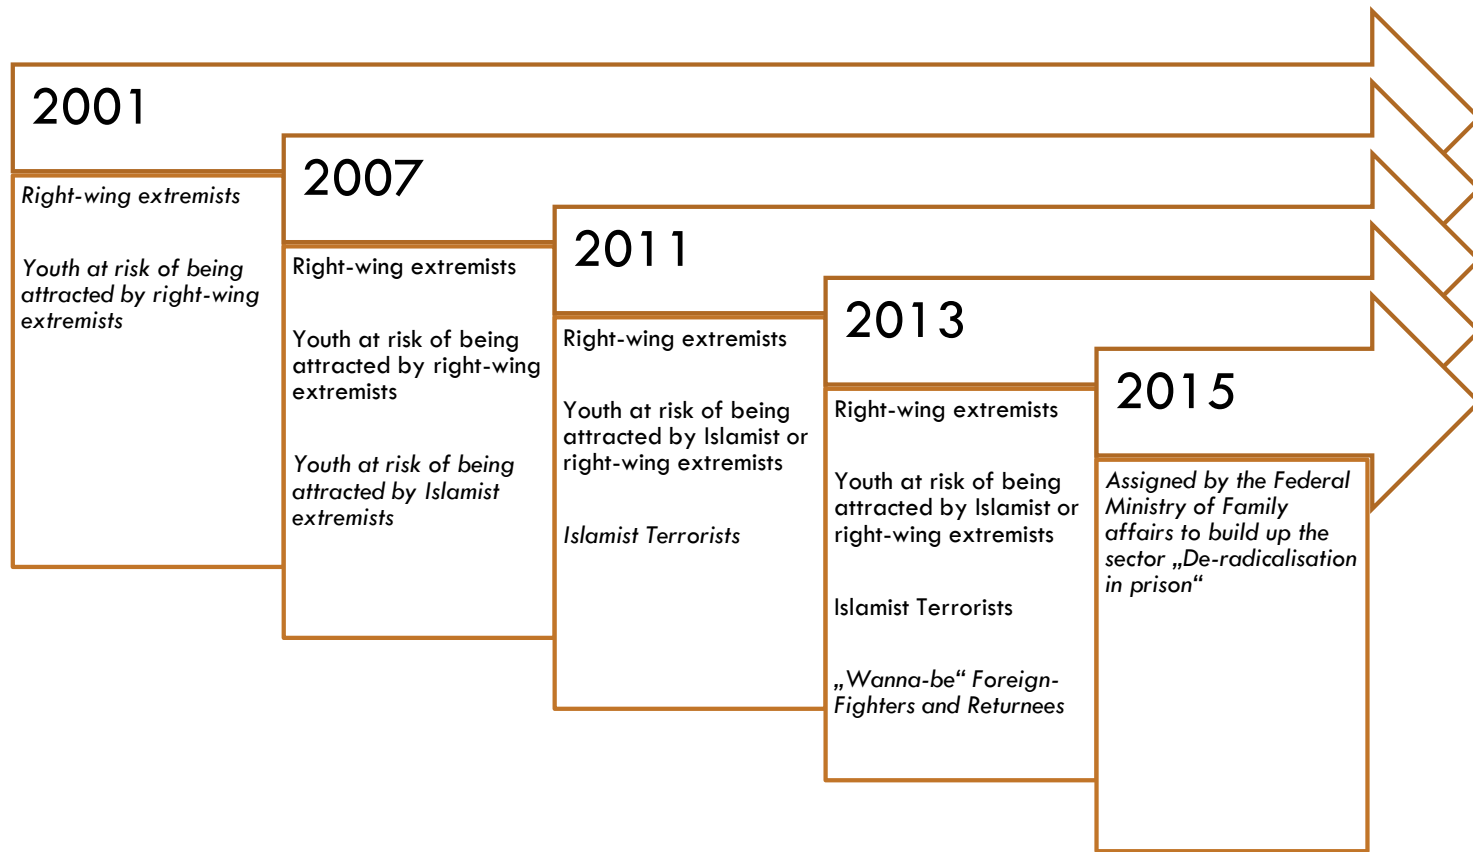 2001
Right-wing extremists
Youth at risk of being
attracted by right-wing
extremists
2007
Right-wing extremists
Youth at risk of being
attracted by right-wing
extremists
Youth at risk of being
attracted by Islamist
extremists
2011
Right-wing extremists
Youth at risk of being
attracted by Islamist or
right-wing extremists
Islamist Terrorists
2013
Right-wing extremists
Youth at risk of being
attracted by Islamist or
right-wing extremists
Islamist Terrorists
„Wanna-be“ Foreign-
Fighters and Returnees
2015
Assigned by the Federal
Ministry of Family
affairs to build up the
sector „De-radicalisation
in prison“